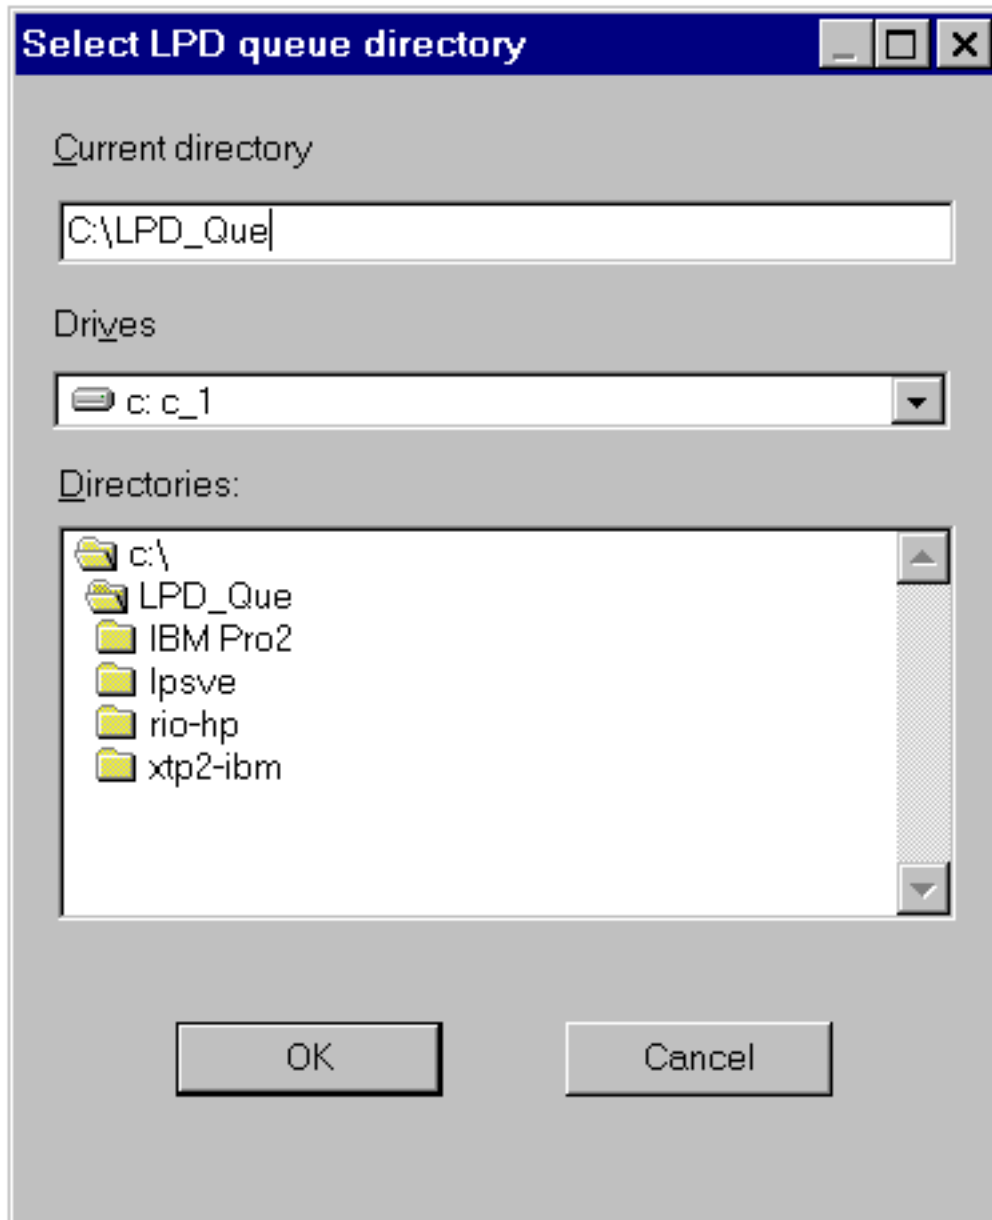 Select LPD queue directory
Current directory
C:\LPD_Que
Drives
c: c_1
Directories:
c:\
LPD_Que
IBM Pro2
lpsve
rio-hp
xtp2-ibm
OK
Cancel